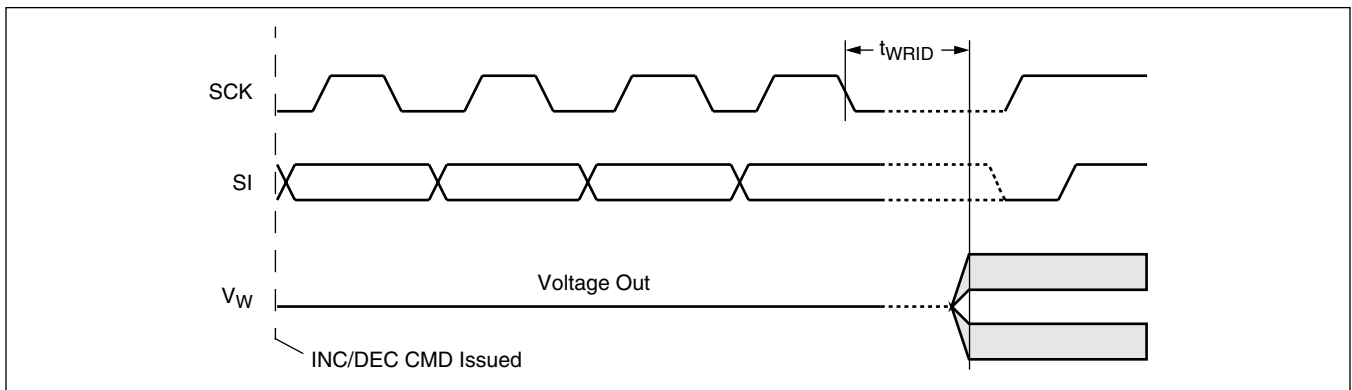 tWRID
SCK
SI
Voltage Out
VW
INC/DEC CMD Issued